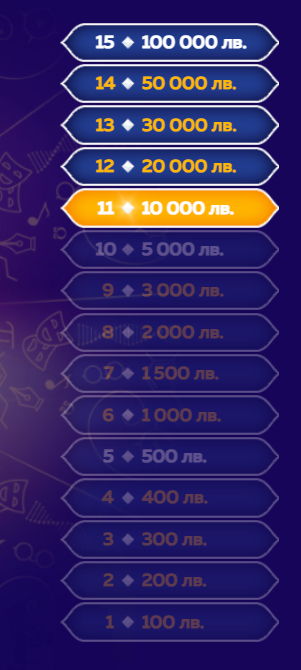 15 ◆ 100 000 лв.
14 ◆ 50 000 лв.
13 ◆ 30 000 лв.
12 ◆ 20 000 лв.
11 ◆ 10 000 лв.
10 ◆ 5 000 лв.
9 ◆ 3 000 лв.
8 ◆ 2 000 лв.
7 ◆ 1 500 лв.
6 ◆ 1 000 лв.
5 ◆ 500 лв.
4 ◆ 400 лв.
3 ◆ 300 лв.
2 ◆ 200 лв.
1 ◆ 100 лв.